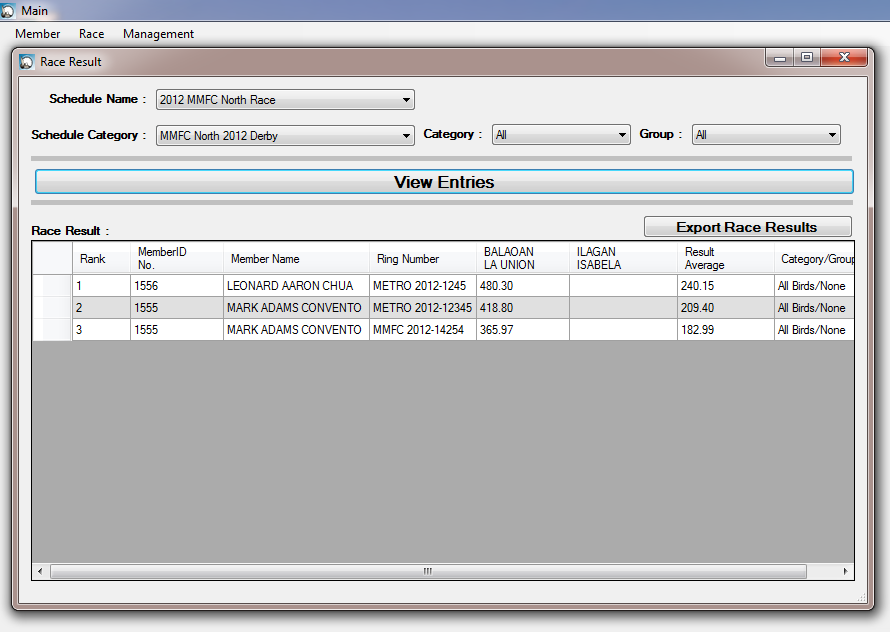 Main
Member Race Management
Race Result
Schedule Name : 2012 MMFC North Race
Schedule Category : MMFC North 2012 Derby Category : All Group : All
View Entries
Race Result : Export Race Results
Rank MemberID No. Member Name Ring Number BALAOAN LA UNION ILAGAN ISABELA Result Average Category/Group
1 1556 LEONARD AARON CHUA METRO 2012-1245 480.30 240.15 All Birds/None
2 1555 MARK ADAMS CONVENTO METRO 2012-12345 418.80 209.40 All Birds/None
3 1555 MARK ADAMS CONVENTO MMFC 2012-14254 365.97 182.99 All Birds/None